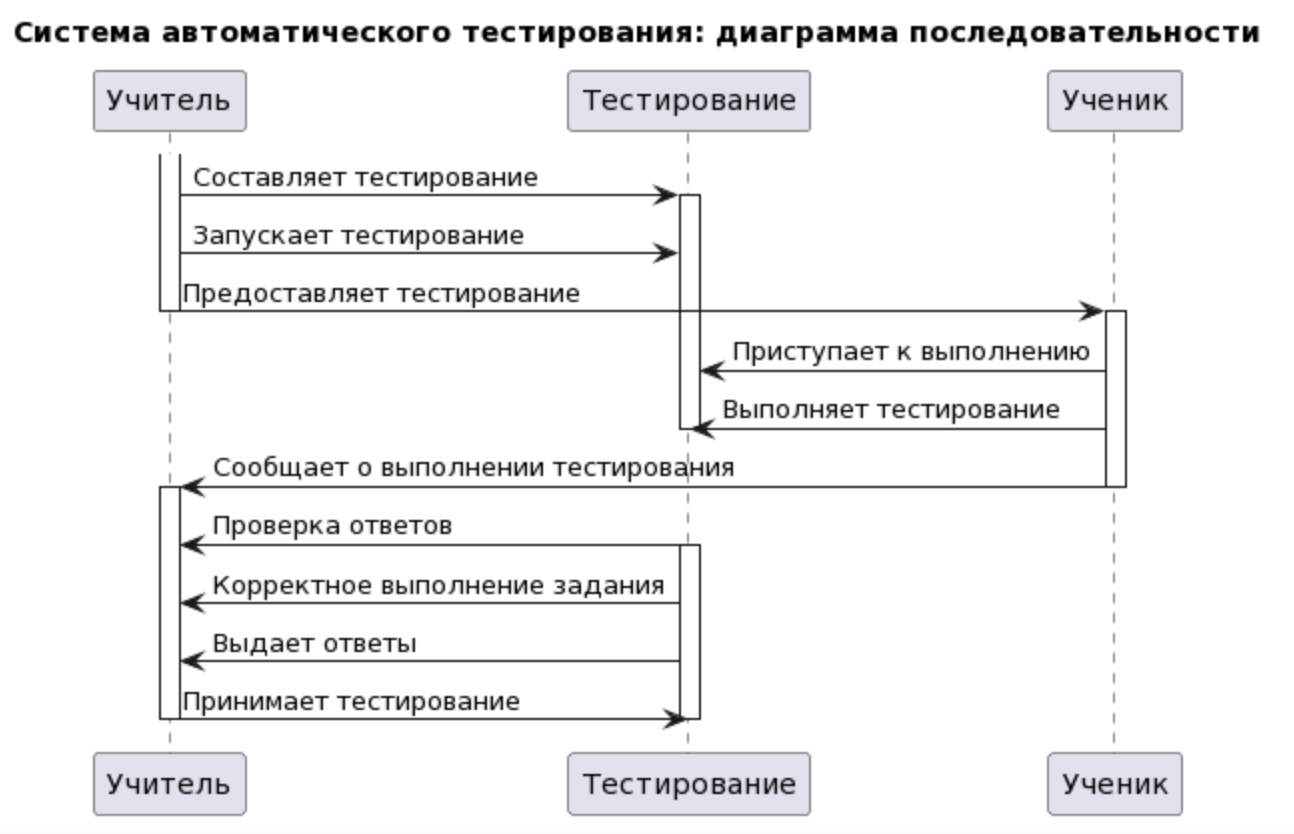 Система автоматического тестирования: диаграмма последовательности
Учитель
Тестирование
Ученик
Составляет тестирование
Запускает тестирование
Предоставляет тестирование
Приступает к выполнению
Выполняет тестирование
Сообщает о выполнении тестирования
Проверка ответов
Корректное выполнение задания
Выдает ответы
Принимает тестирование
Учитель
Тестирование
Ученик